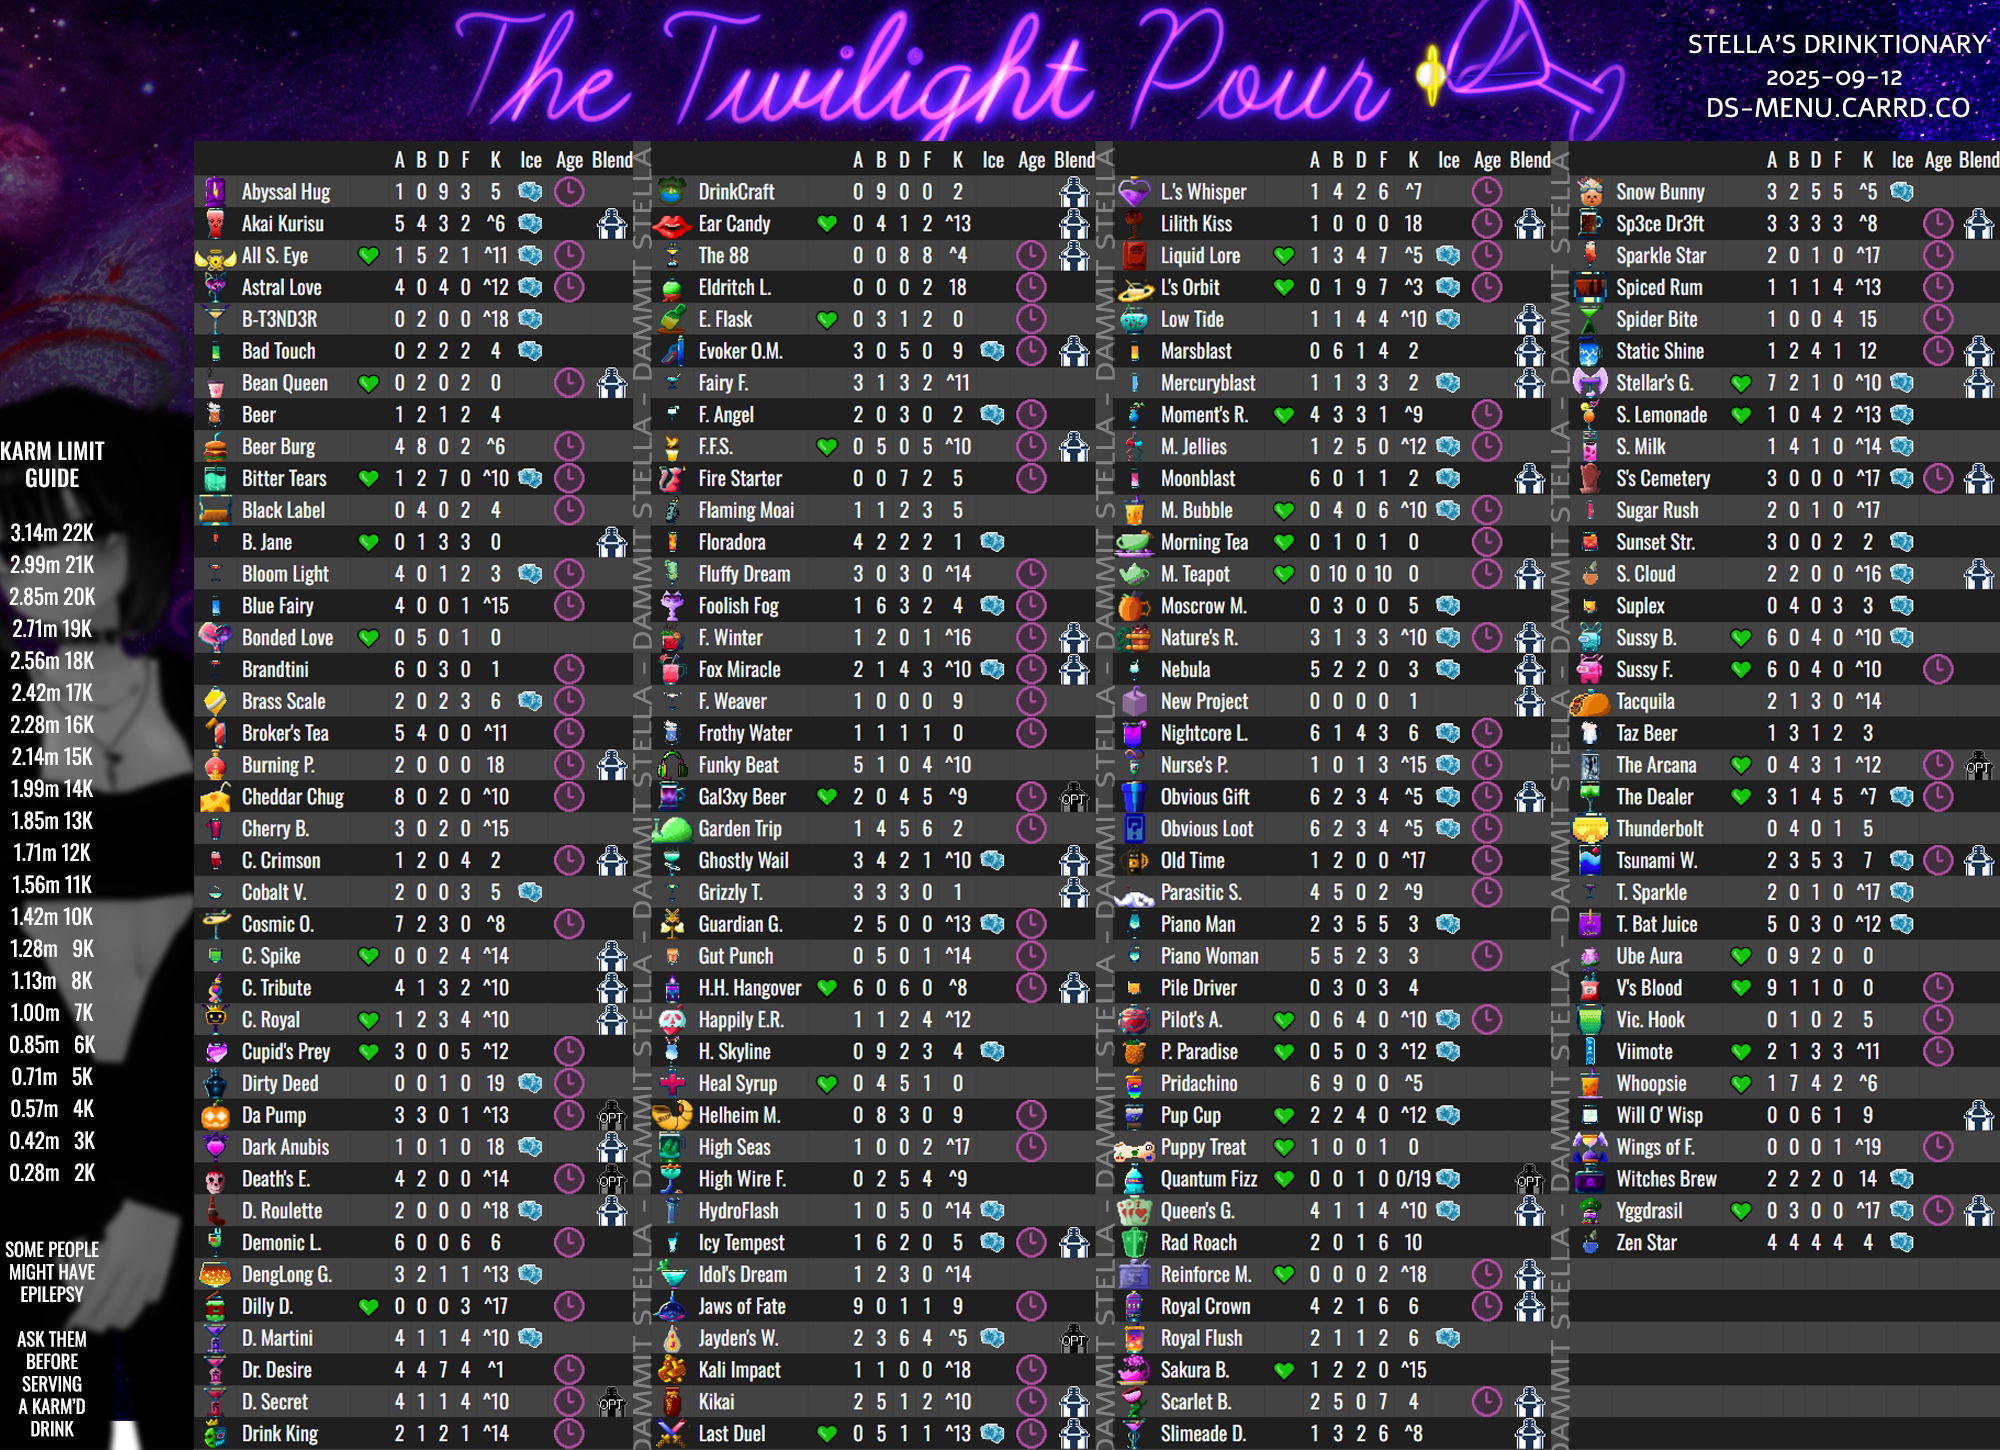 The Twilight Pour
STELLA'S DRINKTIONARY
2025-09-12
DS-MENU.CARRD.CO
KARM LIMIT
GUIDE
3.14m 22K
2.99m 21K
2.85m 20K
2.71m 19K
2.56m 18K
2.42m 17K
2.28m 16K
2.14m 15K
1.99m 14K
1.85m 13K
1.71m 12K
1.56m 11K
1.42m 10K
1.28m 9K
1.13m 8K
1.00m 7K
0.85m 6K
0.71m 5K
0.57m 4K
0.42m 3K
0.28m 2K
SOME PEOPLE
MIGHT HAVE
EPILEPSY
ASK THEM
BEFORE
SERVING
A KARM'D
DRINK
A B D F K Ice Age Blend
Abyssal Hug 1 0 9 3 5
Akai Kurisu 5 4 3 2 ^6
All S. Eye 1 5 2 1 ^11
Astral Love 4 0 4 0 ^12
B-T3ND3R 0 2 0 0 ^18
Bad Touch 0 2 2 2 4
Bean Queen 0 2 0 2 0
Beer 1 2 1 2 4
Beer Burg 4 8 0 2 ^6
Bitter Tears 1 2 7 0 ^10
Black Label 0 4 0 2 4
B. Jane 0 1 3 3 0
Bloom Light 4 0 1 2 3
Blue Fairy 4 0 0 1 ^15
Bonded Love 0 5 0 1 0
Brandtini 6 0 3 0 1
Brass Scale 2 0 2 3 6
Broker's Tea 5 4 0 0 ^11
Burning P. 2 0 0 0 18
Cheddar Chug 8 0 2 0 ^10
Cherry B. 3 0 2 0 ^15
C. Crimson 1 2 0 4 2
Cobalt V. 2 0 0 3 5
Cosmic O. 7 2 3 0 ^8
C. Spike 0 0 2 4 ^14
C. Tribute 4 1 3 2 ^10
C. Royal 1 2 3 4 ^10
Cupid's Prey 3 0 0 5 ^12
Dirty Deed 0 0 1 0 19
Da Pump 3 3 0 1 ^13 OPT
Dark Anubis 1 0 1 0 18
Death's E. 4 2 0 0 ^14 OPT
D. Roulette 2 0 0 0 ^18
Demonic L. 6 0 0 6 6
DengLong G. 3 2 1 1 ^13
Dilly D. 0 0 0 3 ^17
D. Martini 4 1 1 4 ^10
Dr. Desire 4 4 7 4 ^1
D. Secret 4 1 1 4 ^10 OPT
Drink King 2 1 2 1 ^14
DAMMIT STELLA - DAMMIT STELLA - DAMMIT STELLA - DAMMIT STELLA
A B D F K Ice Age Blend
DrinkCraft 0 9 0 0 2
Ear Candy 0 4 1 2 ^13
The 88 0 0 8 8 ^4
Eldritch L. 0 0 0 2 18
E. Flask 0 3 1 2 0
Evoker O.M. 3 0 5 0 9
Fairy F. 3 1 3 2 ^11
F. Angel 2 0 3 0 2
F.F.S. 0 5 0 5 ^10
Fire Starter 0 0 7 2 5
Flaming Moai 1 1 2 3 5
Floradora 4 2 2 2 1
Fluffy Dream 3 0 3 0 ^14
Foolish Fog 1 6 3 2 4
F. Winter 1 2 0 1 ^16
Fox Miracle 2 1 4 3 ^10
F. Weaver 1 0 0 0 9
Frothy Water 1 1 1 1 0
Funky Beat 5 1 0 4 ^10
Gal3xy Beer 2 0 4 5 ^9 OPT
Garden Trip 1 4 5 6 2
Ghostly Wail 3 4 2 1 ^10
Grizzly T. 3 3 3 0 1
Guardian G. 2 5 0 0 ^13
Gut Punch 0 5 0 1 ^14
H.H. Hangover 6 0 6 0 ^8
Happily E.R. 1 1 2 4 ^12
H. Skyline 0 9 2 3 4
Heal Syrup 0 4 5 1 0
Helheim M. 0 8 3 0 9
High Seas 1 0 0 2 ^17
High Wire F. 0 2 5 4 ^9
HydroFlash 1 0 5 0 ^14
Icy Tempest 1 6 2 0 5
Idol's Dream 1 2 3 0 ^14
Jaws of Fate 9 0 1 1 9
Jayden's W. 2 3 6 4 ^5 OPT
Kali Impact 1 1 0 0 ^18
Kikai 2 5 1 2 ^10
Last Duel 0 5 1 1 ^13
DAMMIT STELLA - DAMMIT STELLA - DAMMIT STELLA - DAMMIT STELLA
A B D F K Ice Age Blend
L.'s Whisper 1 4 2 6 ^7
Lilith Kiss 1 0 0 0 18
Liquid Lore 1 3 4 7 ^5
L's Orbit 0 1 9 7 ^3
Low Tide 1 1 4 4 ^10
Marsblast 0 6 1 4 2
Mercuryblast 1 1 3 3 2
Moment's R. 4 3 3 1 ^9
M. Jellies 1 2 5 0 ^12
Moonblast 6 0 1 1 2
M. Bubble 0 4 0 6 ^10
Morning Tea 0 1 0 1 0
M. Teapot 0 10 0 10 0
Moscrow M. 0 3 0 0 5
Nature's R. 3 1 3 3 ^10
Nebula 5 2 2 0 3
New Project 0 0 0 0 1
Nightcore L. 6 1 4 3 6
Nurse's P. 1 0 1 3 ^15
Obvious Gift 6 2 3 4 ^5
Obvious Loot 6 2 3 4 ^5
Old Time 1 2 0 0 ^17
Parasitic S. 4 5 0 2 ^9
Piano Man 2 3 5 5 3
Piano Woman 5 5 2 3 3
Pile Driver 0 3 0 3 4
Pilot's A. 0 6 4 0 ^10
P. Paradise 0 5 0 3 ^12
Pridachino 6 9 0 0 ^5
Pup Cup 2 2 4 0 ^12
Puppy Treat 1 0 0 1 0
Quantum Fizz 0 0 1 0 0/19 OPT
Queen's G. 4 1 1 4 ^10
Rad Roach 2 0 1 6 10
Reinforce M. 0 0 0 2 ^18
Royal Crown 4 2 1 6 6
Royal Flush 2 1 1 2 6
Sakura B. 1 2 2 0 ^15
Scarlet B. 2 5 0 7 4
Slimeade D. 1 3 2 6 ^8
DAMMIT STELLA - DAMMIT STELLA - DAMMIT STELLA - DAMMIT STELLA
A B D F K Ice Age Blend
Snow Bunny 3 2 5 5 ^5
Sp3ce Dr3ft 3 3 3 3 ^8
Sparkle Star 2 0 1 0 ^17
Spiced Rum 1 1 1 4 ^13
Spider Bite 1 0 0 4 15
Static Shine 1 2 4 1 12
Stellar's G. 7 2 1 0 ^10
S. Lemonade 1 0 4 2 ^13
S. Milk 1 4 1 0 ^14
S's Cemetery 3 0 0 0 ^17
Sugar Rush 2 0 1 0 ^17
Sunset Str. 3 0 0 2 2
S. Cloud 2 2 0 0 ^16
Suplex 0 4 0 3 3
Sussy B. 6 0 4 0 ^10
Sussy F. 6 0 4 0 ^10
Tacquila 2 1 3 0 ^14
Taz Beer 1 3 1 2 3
The Arcana 0 4 3 1 ^12 OPT
The Dealer 3 1 4 5 ^7
Thunderbolt 0 4 0 1 5
Tsunami W. 2 3 5 3 7
T. Sparkle 2 0 1 0 ^17
T. Bat Juice 5 0 3 0 ^12
Ube Aura 0 9 2 0 0
V's Blood 9 1 1 0 0
Vic. Hook 0 1 0 2 5
Viimote 2 1 3 3 ^11
Whoopsie 1 7 4 2 ^6
Will O' Wisp 0 0 6 1 9
Wings of F. 0 0 0 1 ^19
Witches Brew 2 2 2 0 14
Yggdrasil 0 3 0 0 ^17
Zen Star 4 4 4 4 4